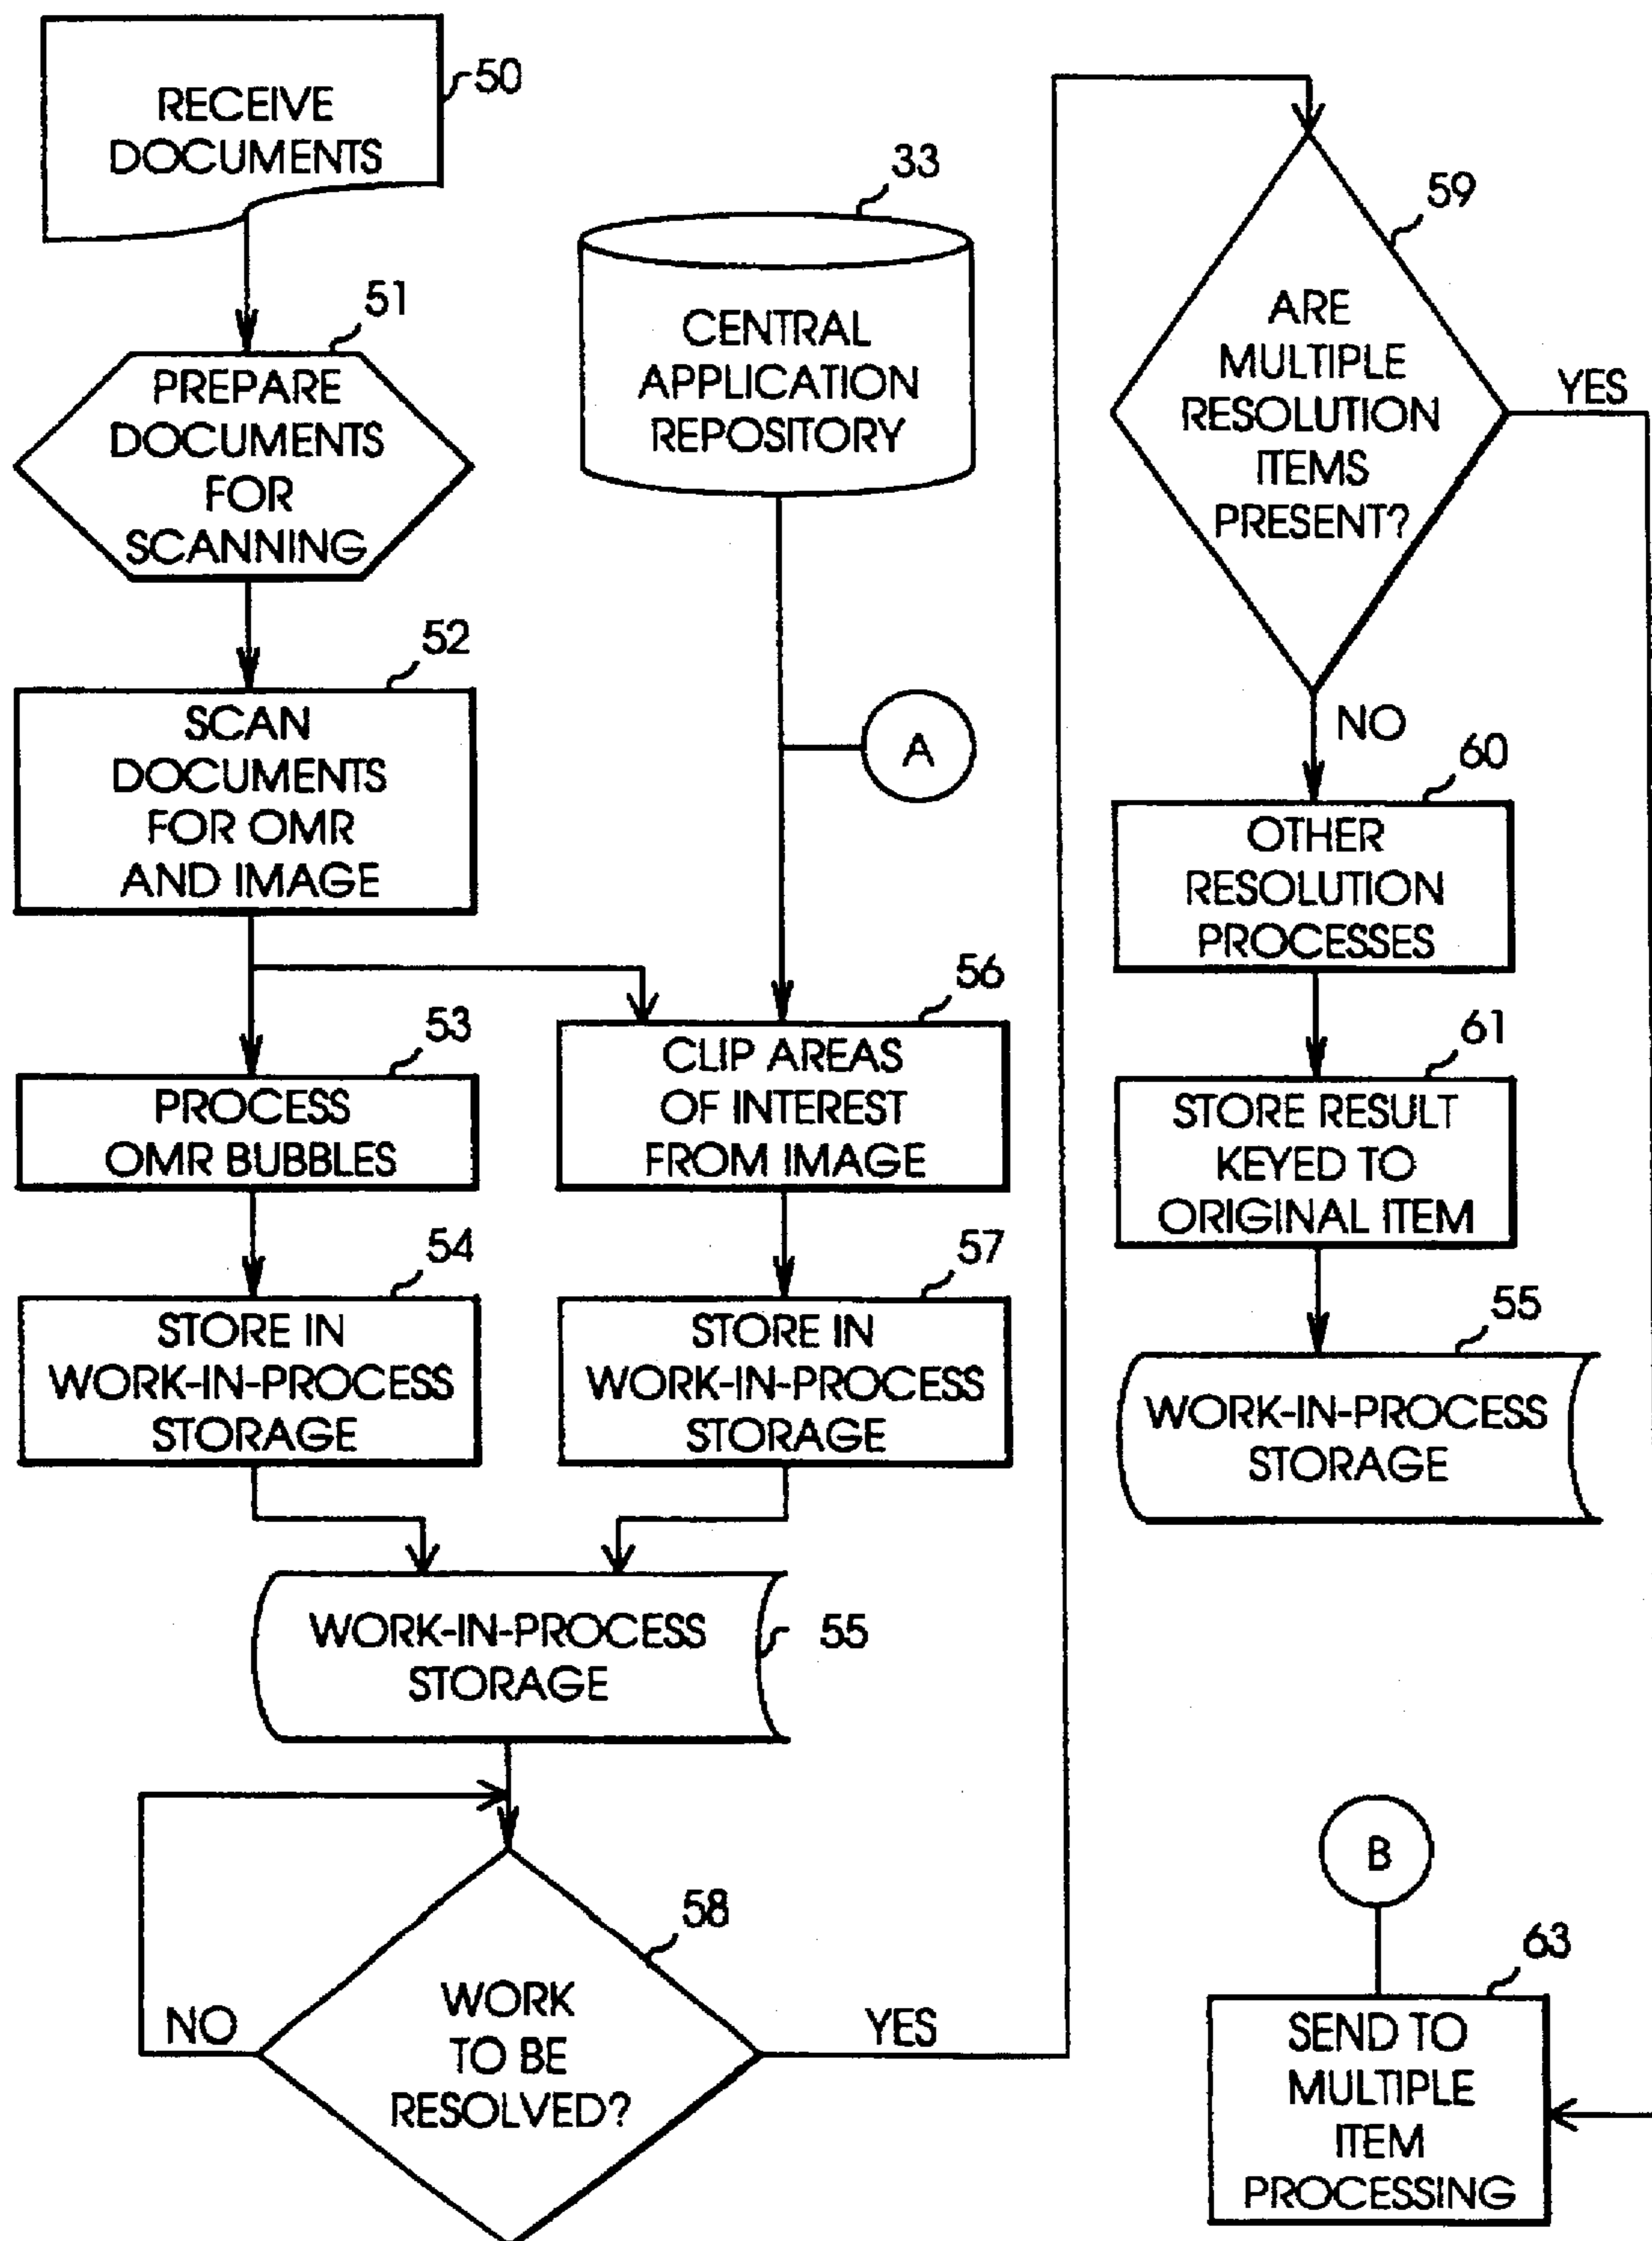 50
RECEIVE
DOCUMENTS
51
PREPARE
DOCUMENTS
FOR
SCANNING
52
SCAN
DOCUMENTS
FOR OMR
AND IMAGE
53
PROCESS
OMR BUBBLES
54
STORE IN
WORK-IN-PROCESS
STORAGE
33
CENTRAL
APPLICATION
REPOSITORY
A
56
CLIP AREAS
OF INTEREST
FROM IMAGE
57
STORE IN
WORK-IN-PROCESS
STORAGE
WORK-IN-PROCESS
STORAGE
55
58
WORK
TO BE
RESOLVED?
NO
YES
59
ARE
MULTIPLE
RESOLUTION
ITEMS
PRESENT?
YES
NO
60
OTHER
RESOLUTION
PROCESSES
61
STORE RESULT
KEYED TO
ORIGINAL ITEM
55
WORK-IN-PROCESS
STORAGE
B
63
SEND TO
MULTIPLE
ITEM
PROCESSING